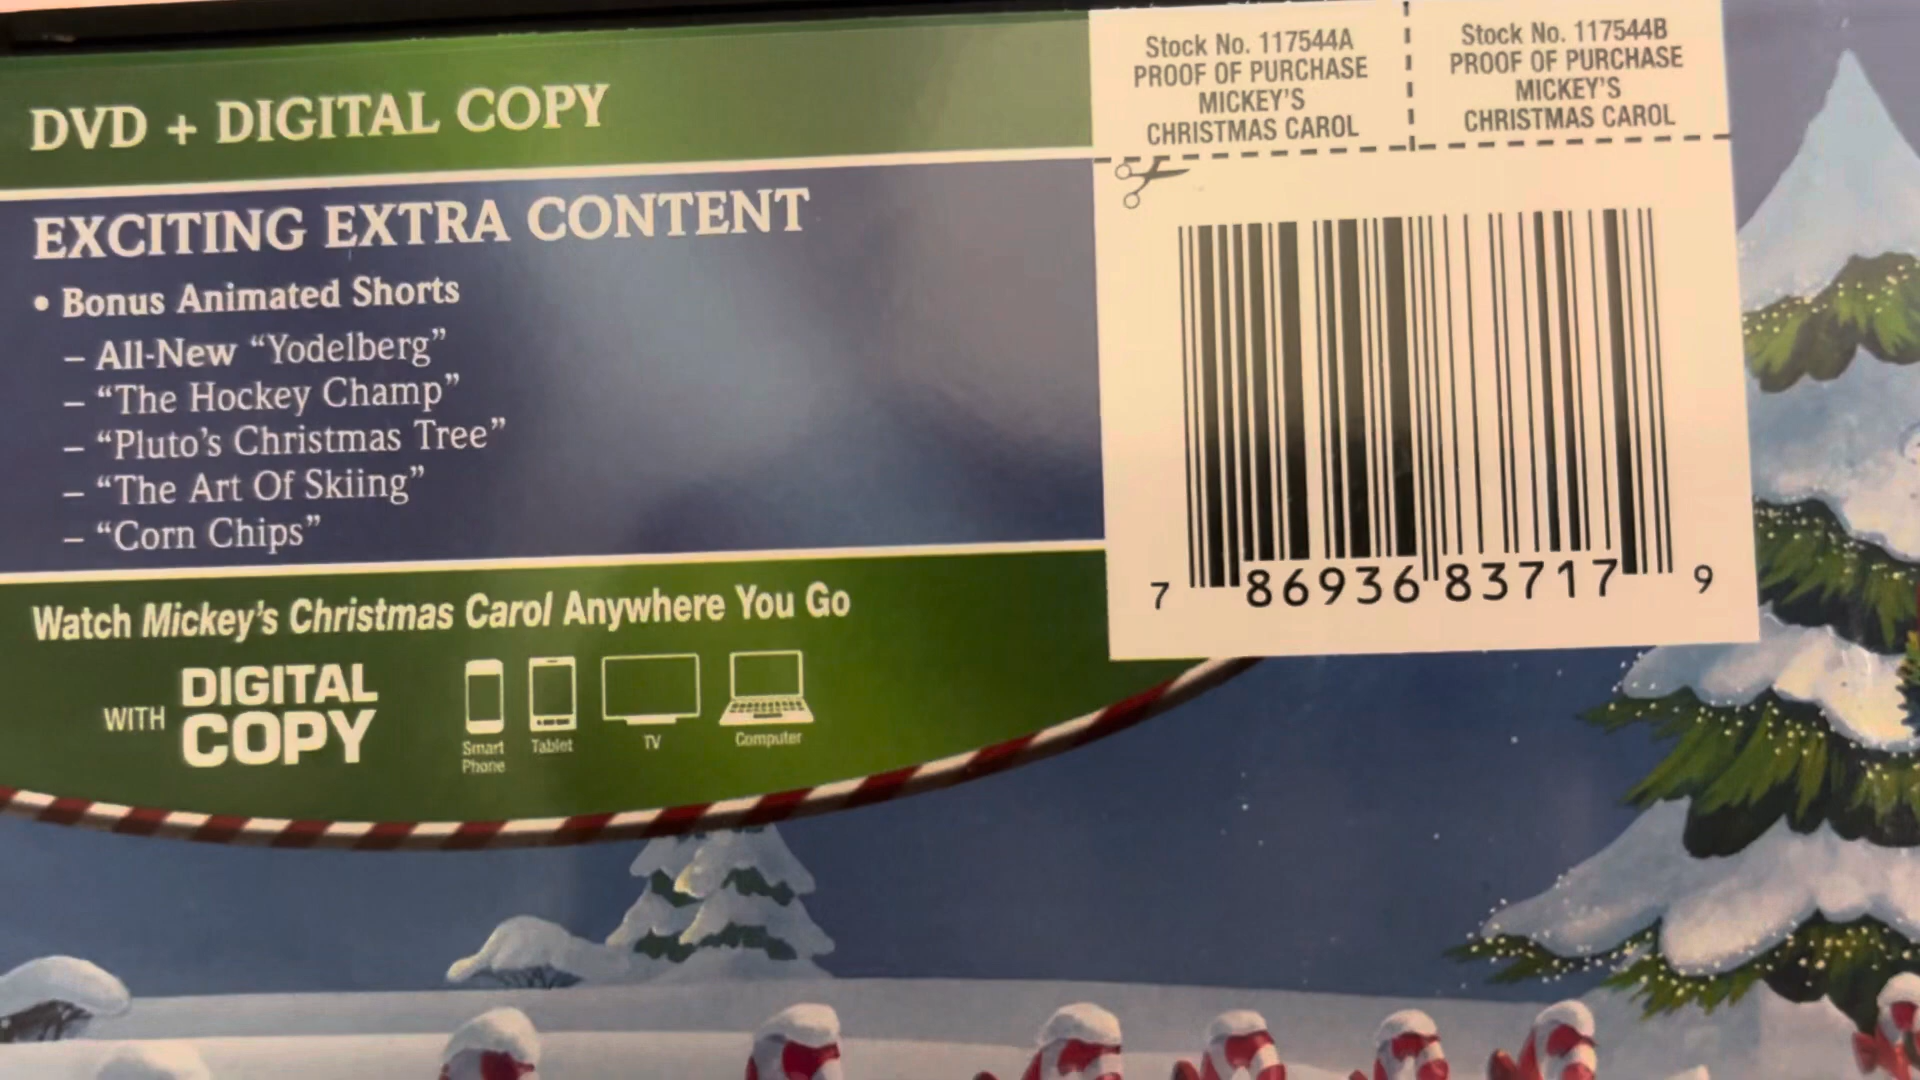 DVD + DIGITAL COPY
EXCITING EXTRA CONTENT
• Bonus Animated Shorts
– All-New “Yodelberg”
– “The Hockey Champ”
– “Pluto’s Christmas Tree”
– “The Art Of Skiing”
– “Corn Chips”
Watch Mickey’s Christmas Carol Anywhere You Go
WITH DIGITAL COPY
Smart Phone
Tablet
TV
Computer
Stock No. 117544A
PROOF OF PURCHASE
MICKEY’S
CHRISTMAS CAROL
Stock No. 117544B
PROOF OF PURCHASE
MICKEY’S
CHRISTMAS CAROL
7 86936 83717 9